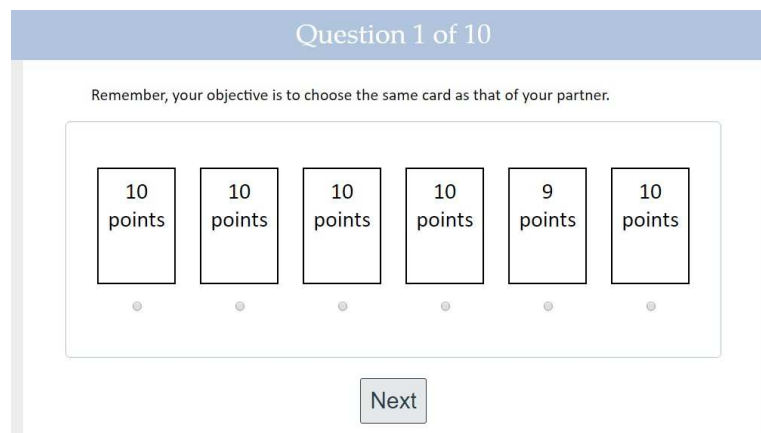 Question 1 of 10
Remember, your objective is to choose the same card as that of your partner.
10 10 10 10 9 10
points points points points points points
Next